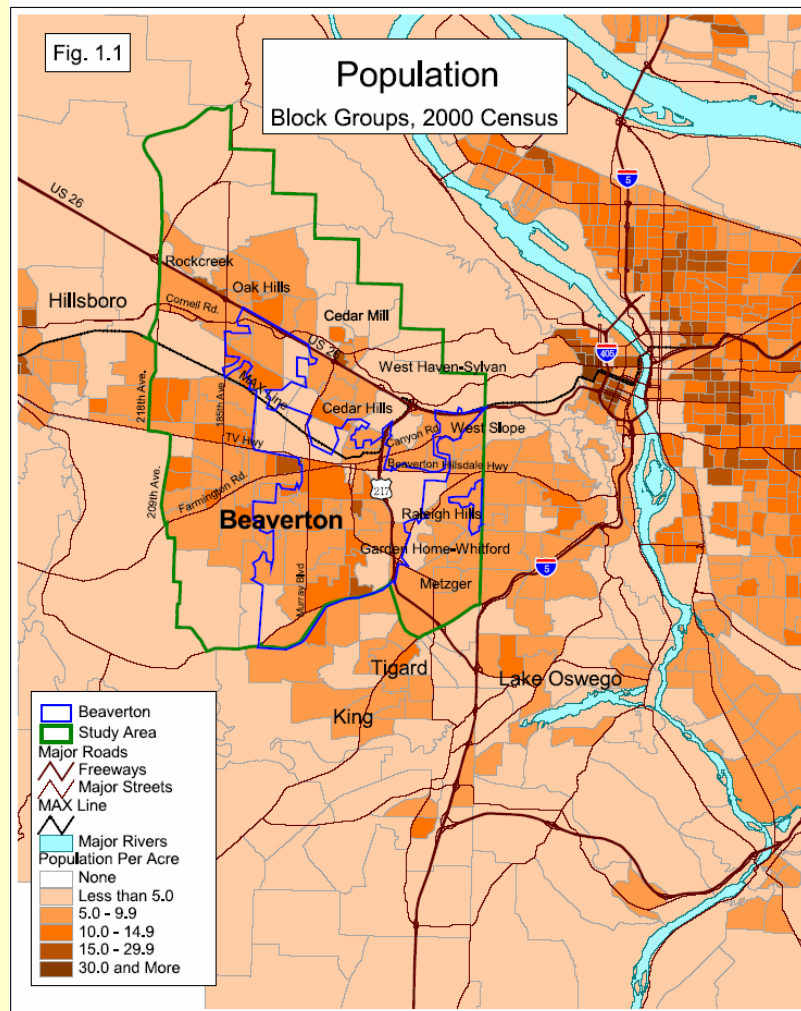 Fig. 1.1
Population
Block Groups, 2000 Census
5
US 26
Rockcreek
Oak Hills
Hillsboro
Cornell Rd.
Cedar Mill
US 26
405
West Haven-Sylvan
MAX Line
218th Ave.
185th Ave.
Cedar Hills
Canyon Rd
West Slope
TV Hwy
Beaverton Hillsdale Hwy
217
209th Ave.
Farmington Rd.
Beaverton
Raleigh Hills
Garden Home-Whitford
5
Metzger
Murray Blvd
Tigard
Lake Oswego
King
Beaverton
Study Area
Major Roads
Freeways
Major Streets
MAX Line
Major Rivers
Population Per Acre
None
Less than 5.0
5.0 - 9.9
10.0 - 14.9
15.0 - 29.9
30.0 and More